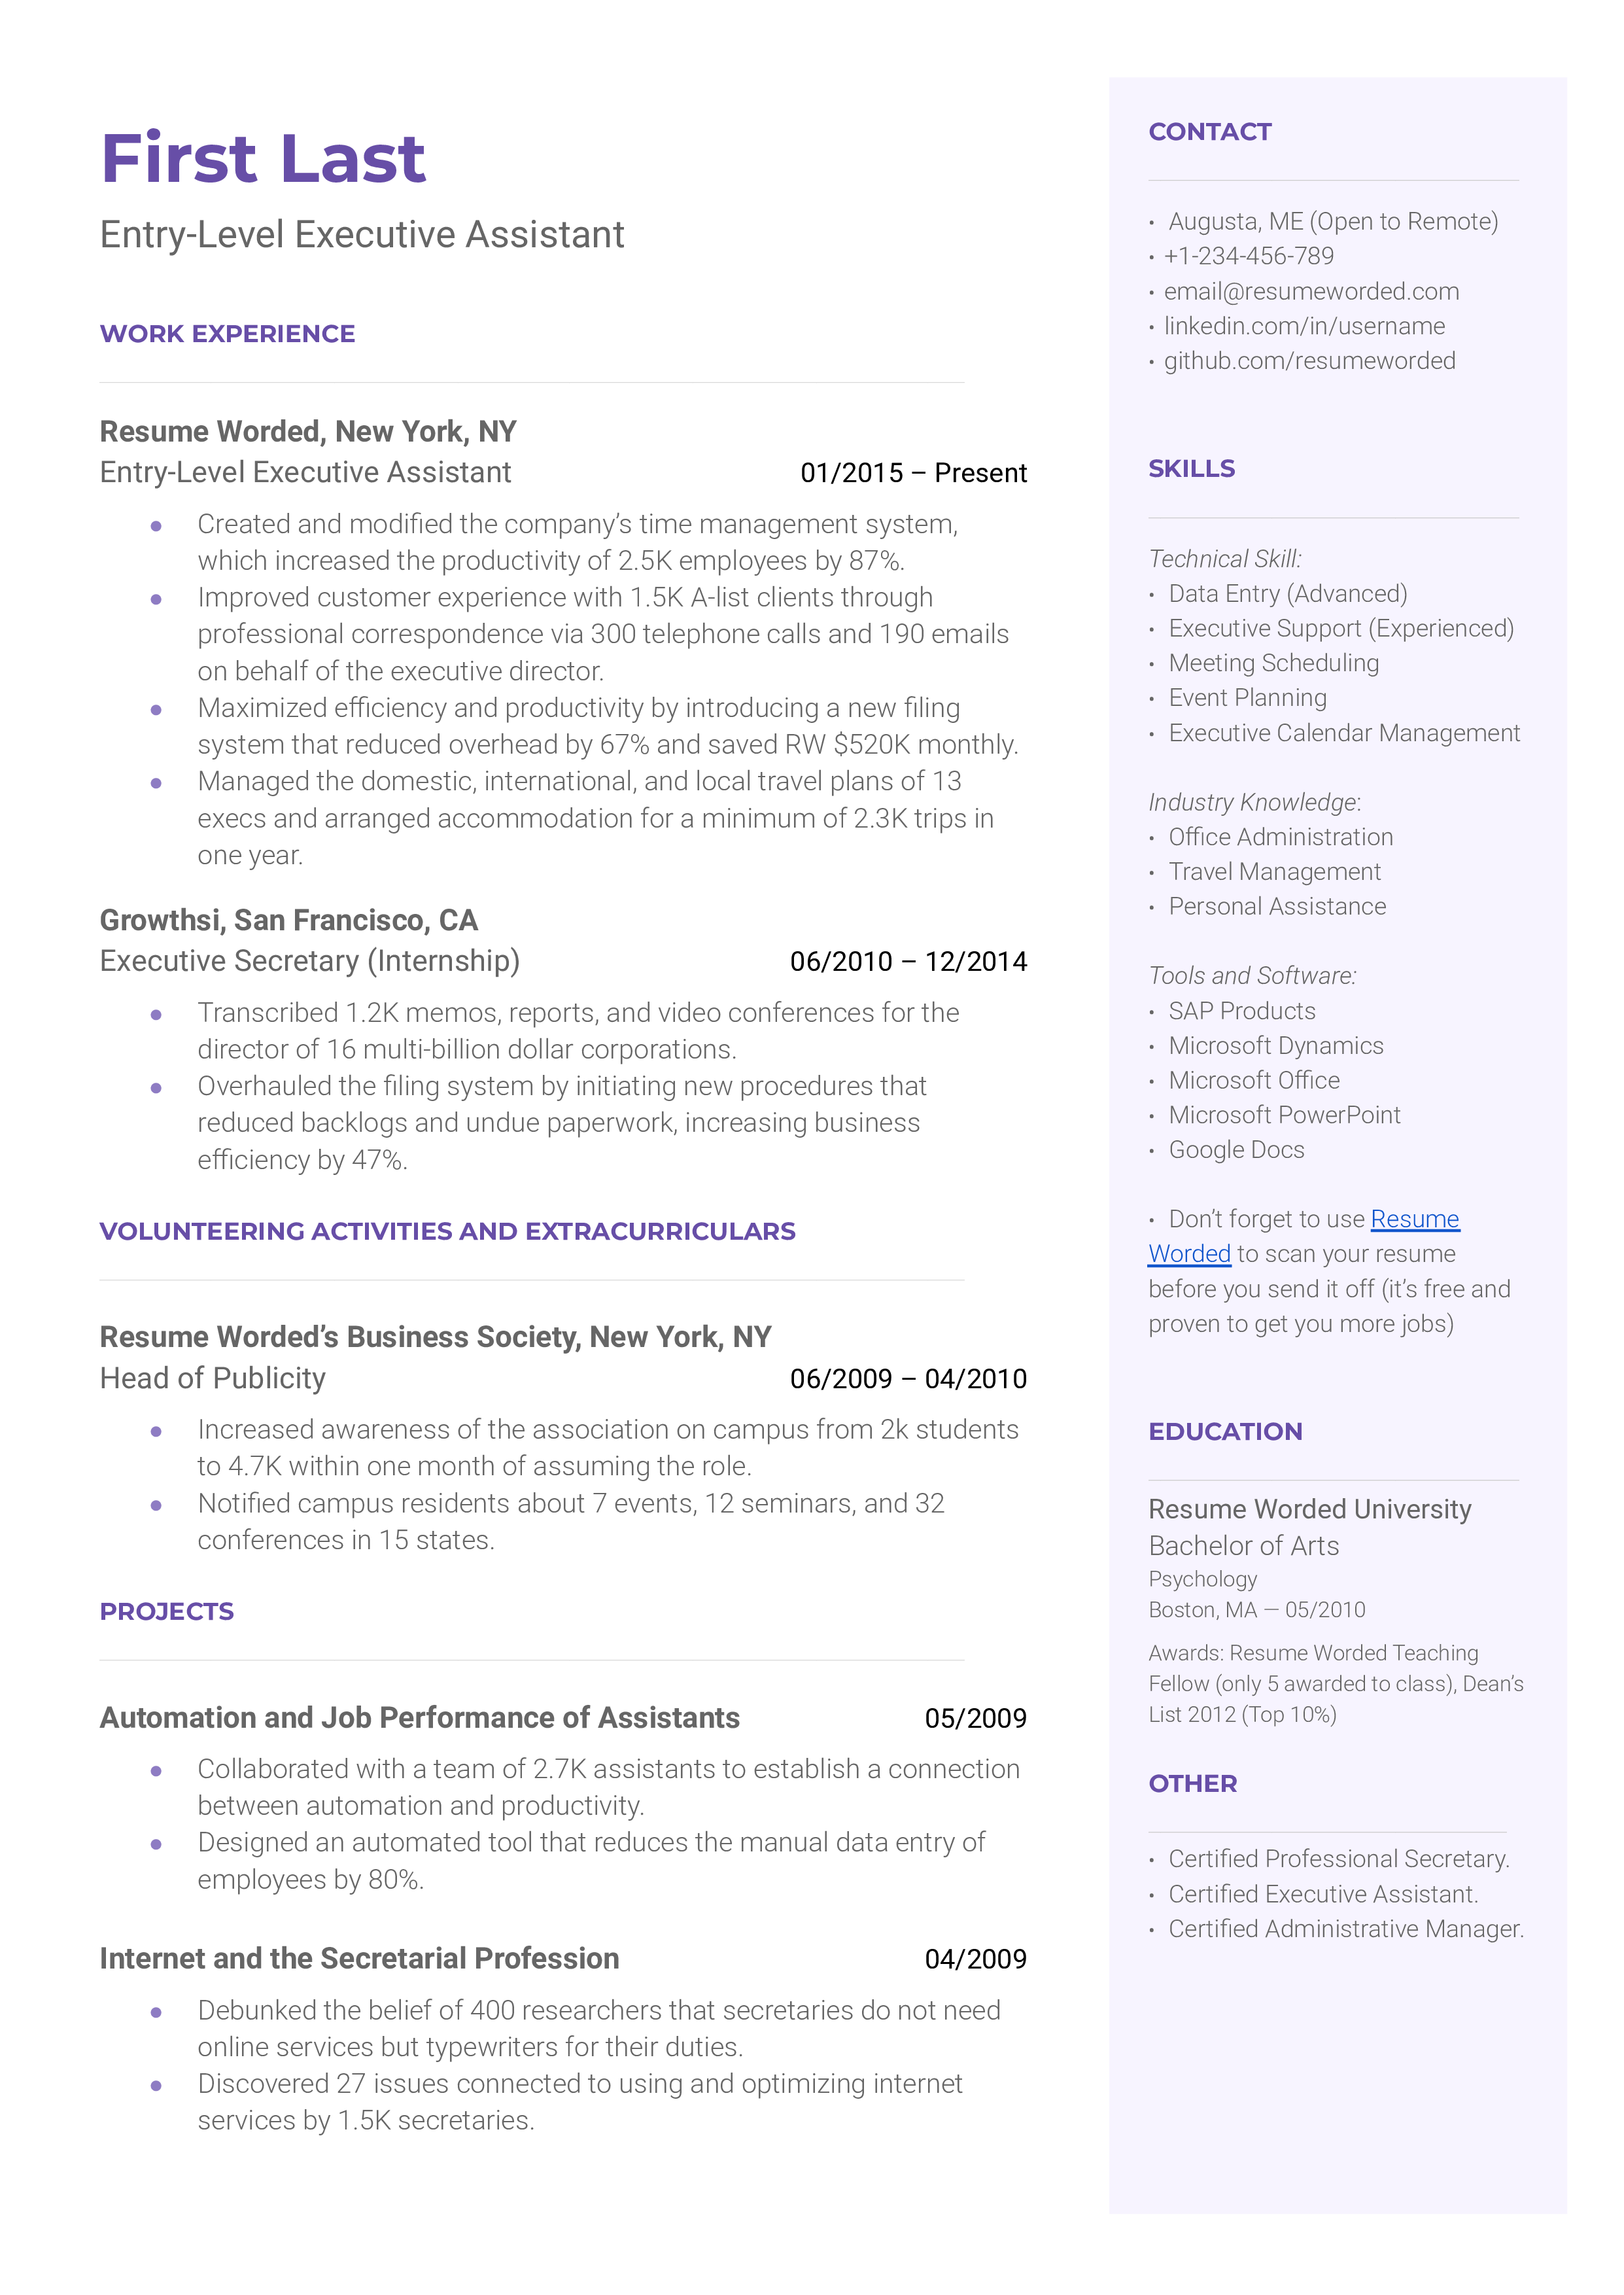 First Last
Entry-Level Executive Assistant
WORK EXPERIENCE
Resume Worded, New York, NY
Entry-Level Executive Assistant 01/2015 – Present
● Created and modified the company’s time management system,
which increased the productivity of 2.5K employees by 87%.
● Improved customer experience with 1.5K A-list clients through
professional correspondence via 300 telephone calls and 190 emails
on behalf of the executive director.
● Maximized efficiency and productivity by introducing a new filing
system that reduced overhead by 67% and saved RW $520K monthly.
● Managed the domestic, international, and local travel plans of 13
execs and arranged accommodation for a minimum of 2.3K trips in
one year.
Growthsi, San Francisco, CA
Executive Secretary (Internship) 06/2010 – 12/2014
● Transcribed 1.2K memos, reports, and video conferences for the
director of 16 multi-billion dollar corporations.
● Overhauled the filing system by initiating new procedures that
reduced backlogs and undue paperwork, increasing business
efficiency by 47%.
VOLUNTEERING ACTIVITIES AND EXTRACURRICULARS
Resume Worded’s Business Society, New York, NY
Head of Publicity 06/2009 – 04/2010
● Increased awareness of the association on campus from 2k students
to 4.7K within one month of assuming the role.
● Notified campus residents about 7 events, 12 seminars, and 32
conferences in 15 states.
PROJECTS
Automation and Job Performance of Assistants 05/2009
● Collaborated with a team of 2.7K assistants to establish a connection
between automation and productivity.
● Designed an automated tool that reduces the manual data entry of
employees by 80%.
Internet and the Secretarial Profession 04/2009
● Debunked the belief of 400 researchers that secretaries do not need
online services but typewriters for their duties.
● Discovered 27 issues connected to using and optimizing internet
services by 1.5K secretaries.
CONTACT
• Augusta, ME (Open to Remote)
• +1-234-456-789
• email@resumeworded.com
• linkedin.com/in/username
• github.com/resumeworded
SKILLS
Technical Skill:
• Data Entry (Advanced)
• Executive Support (Experienced)
• Meeting Scheduling
• Event Planning
• Executive Calendar Management
Industry Knowledge:
• Office Administration
• Travel Management
• Personal Assistance
Tools and Software:
• SAP Products
• Microsoft Dynamics
• Microsoft Office
• Microsoft PowerPoint
• Google Docs
• Don’t forget to use Resume
Worded to scan your resume
before you send it off (it’s free and
proven to get you more jobs)
EDUCATION
Resume Worded University
Bachelor of Arts
Psychology
Boston, MA — 05/2010
Awards: Resume Worded Teaching
Fellow (only 5 awarded to class), Dean’s
List 2012 (Top 10%)
OTHER
• Certified Professional Secretary.
• Certified Executive Assistant.
• Certified Administrative Manager.